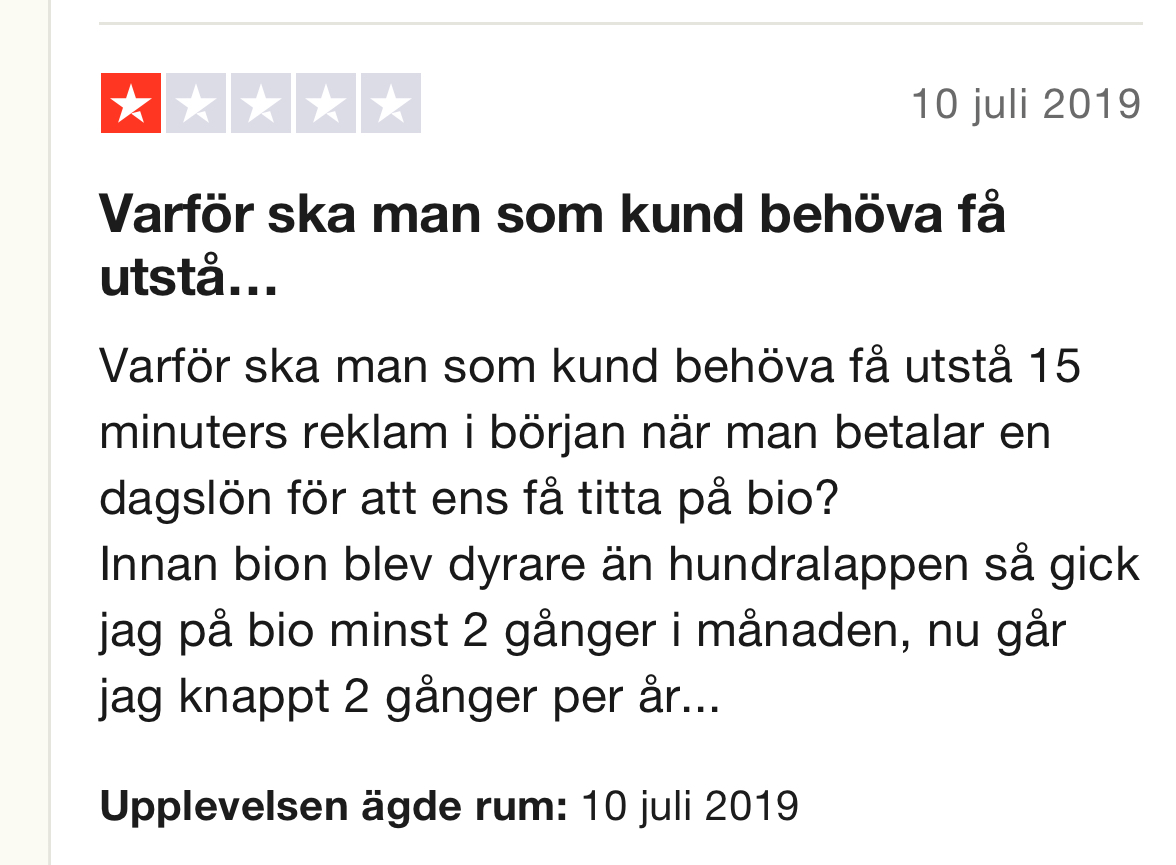 10 juli 2019
Varför ska man som kund behöva få
utstå...
Varför ska man som kund behöva få utstå 15
minuters reklam i början när man betalar en
dagslön för att ens få titta på bio?
Innan bion blev dyrare än hundralappen så gick
jag på bio minst 2 gånger i månaden, nu går
jag knappt 2 gånger per år...
Upplevelsen ägde rum: 10 juli 2019